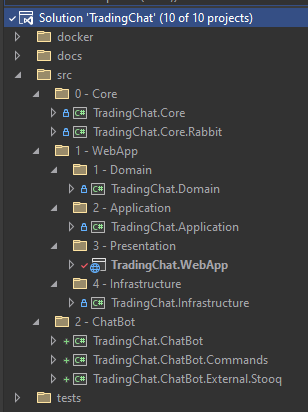 Solution 'TradingChat' (10 of 10 projects)
docker
docs
src
0 - Core
C# TradingChat.Core
C# TradingChat.Core.Rabbit
1 - WebApp
1 - Domain
C# TradingChat.Domain
2 - Application
C# TradingChat.Application
3 - Presentation
TradingChat.WebApp
4 - Infrastructure
C# TradingChat.Infrastructure
2 - ChatBot
C# TradingChat.ChatBot
C# TradingChat.ChatBot.Commands
C# TradingChat.ChatBot.External.Stooq
tests